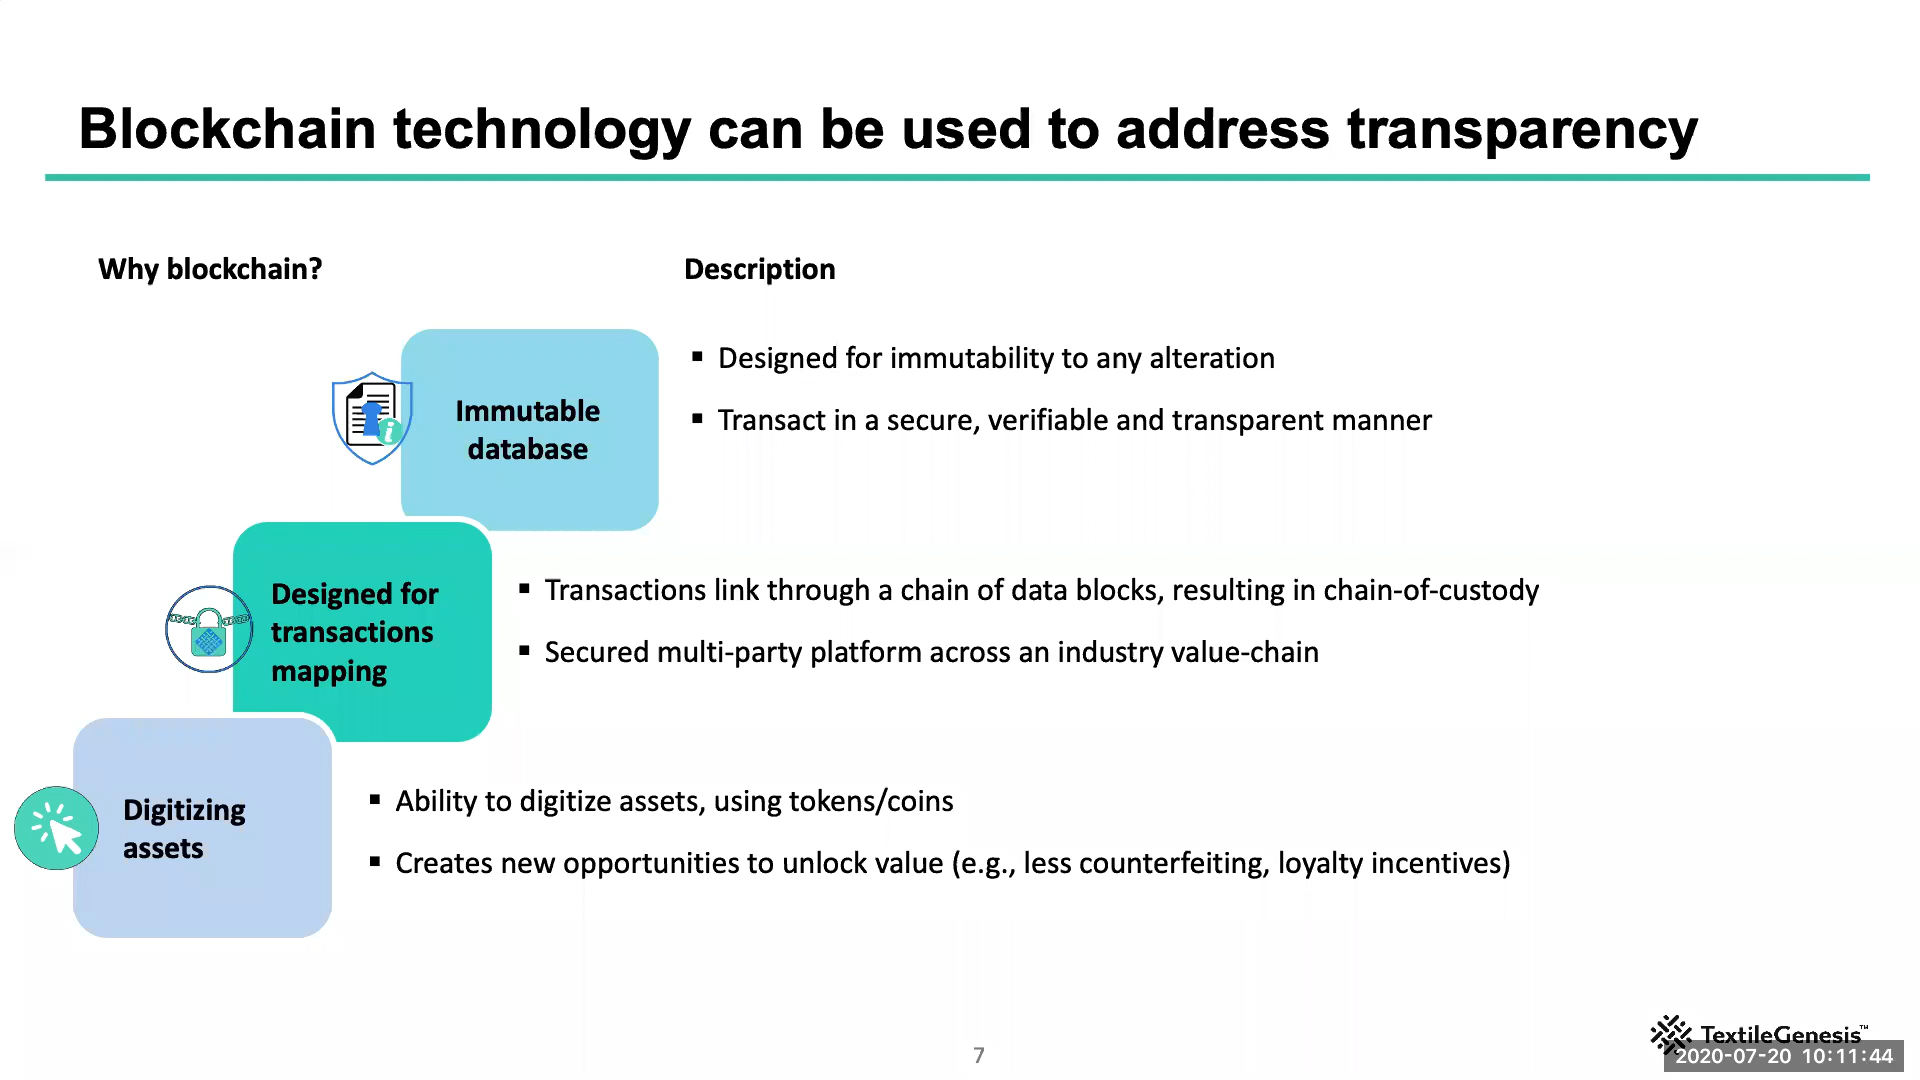 Blockchain technology can be used to address transparency
Why blockchain?
Description
Immutable
database
▪ Designed for immutability to any alteration
▪ Transact in a secure, verifiable and transparent manner
Designed for
transactions
mapping
▪ Transactions link through a chain of data blocks, resulting in chain-of-custody
▪ Secured multi-party platform across an industry value-chain
Digitizing
assets
▪ Ability to digitize assets, using tokens/coins
▪ Creates new opportunities to unlock value (e.g., less counterfeiting, loyalty incentives)
TextileGenesis™
7
2020-07-20 10:11:44